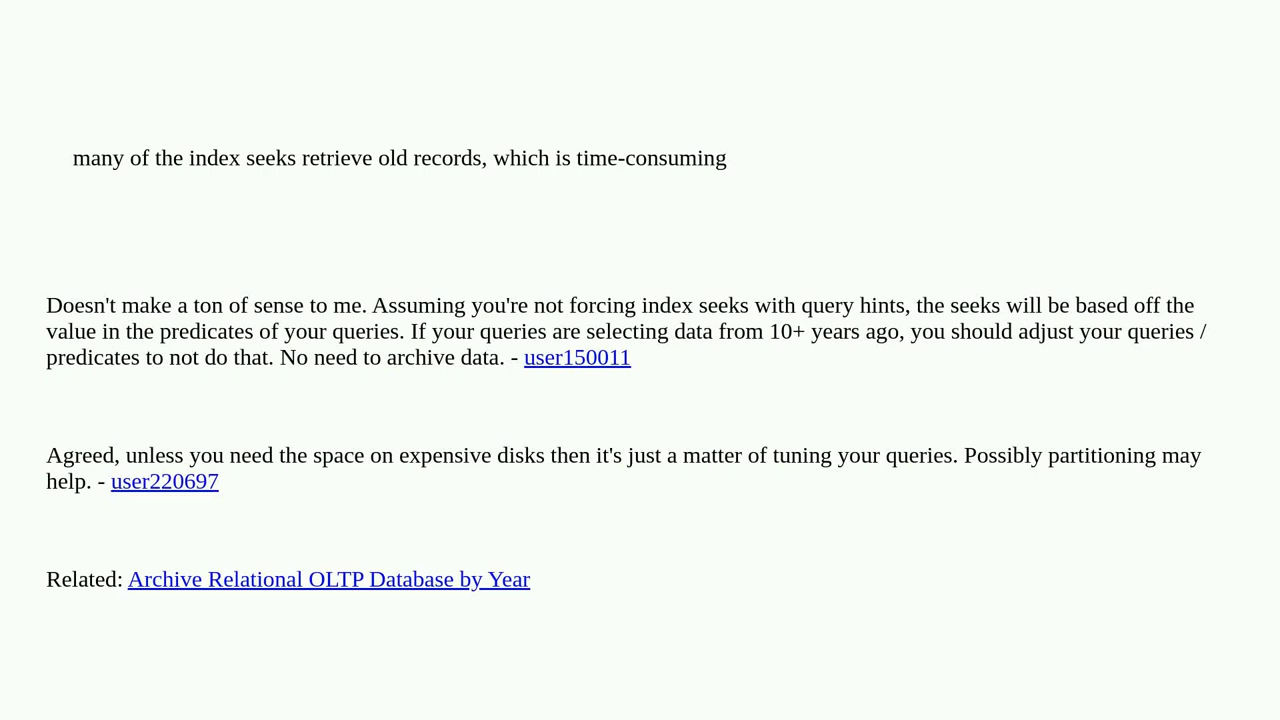 many of the index seeks retrieve old records, which is time-consuming
Doesn't make a ton of sense to me. Assuming you're not forcing index seeks with query hints, the seeks will be based off the
value in the predicates of your queries. If your queries are selecting data from 10+ years ago, you should adjust your queries /
predicates to not do that. No need to archive data. - user150011
Agreed, unless you need the space on expensive disks then it's just a matter of tuning your queries. Possibly partitioning may
help. - user220697
Related: Archive Relational OLTP Database by Year